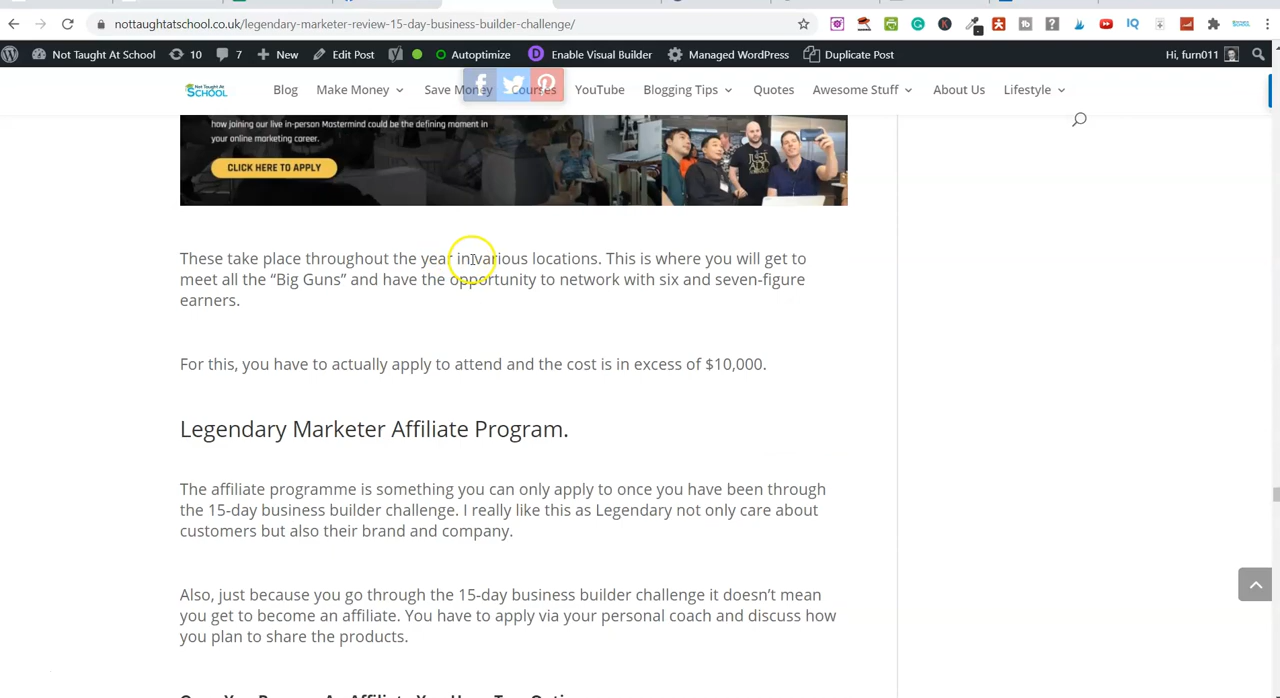 nottaughtatschool.co.uk/legendary-marketer-review-15-day-business-builder-challenge/
Not Taught At School 10 7 New Edit Post Autoptimize Enable Visual Builder Managed WordPress Duplicate Post Hi, furn011
Not Taught At
SCHOOL
Blog Make Money Save Money Courses YouTube Blogging Tips Quotes Awesome Stuff About Us Lifestyle
how joining our live in-person Mastermind could be the defining moment in
your online marketing career.
CLICK HERE TO APPLY
These take place throughout the year in various locations. This is where you will get to
meet all the “Big Guns” and have the opportunity to network with six and seven-figure
earners.
For this, you have to actually apply to attend and the cost is in excess of $10,000.
Legendary Marketer Affiliate Program.
The affiliate programme is something you can only apply to once you have been through
the 15-day business builder challenge. I really like this as Legendary not only care about
customers but also their brand and company.
Also, just because you go through the 15-day business builder challenge it doesn’t mean
you get to become an affiliate. You have to apply via your personal coach and discuss how
you plan to share the products.